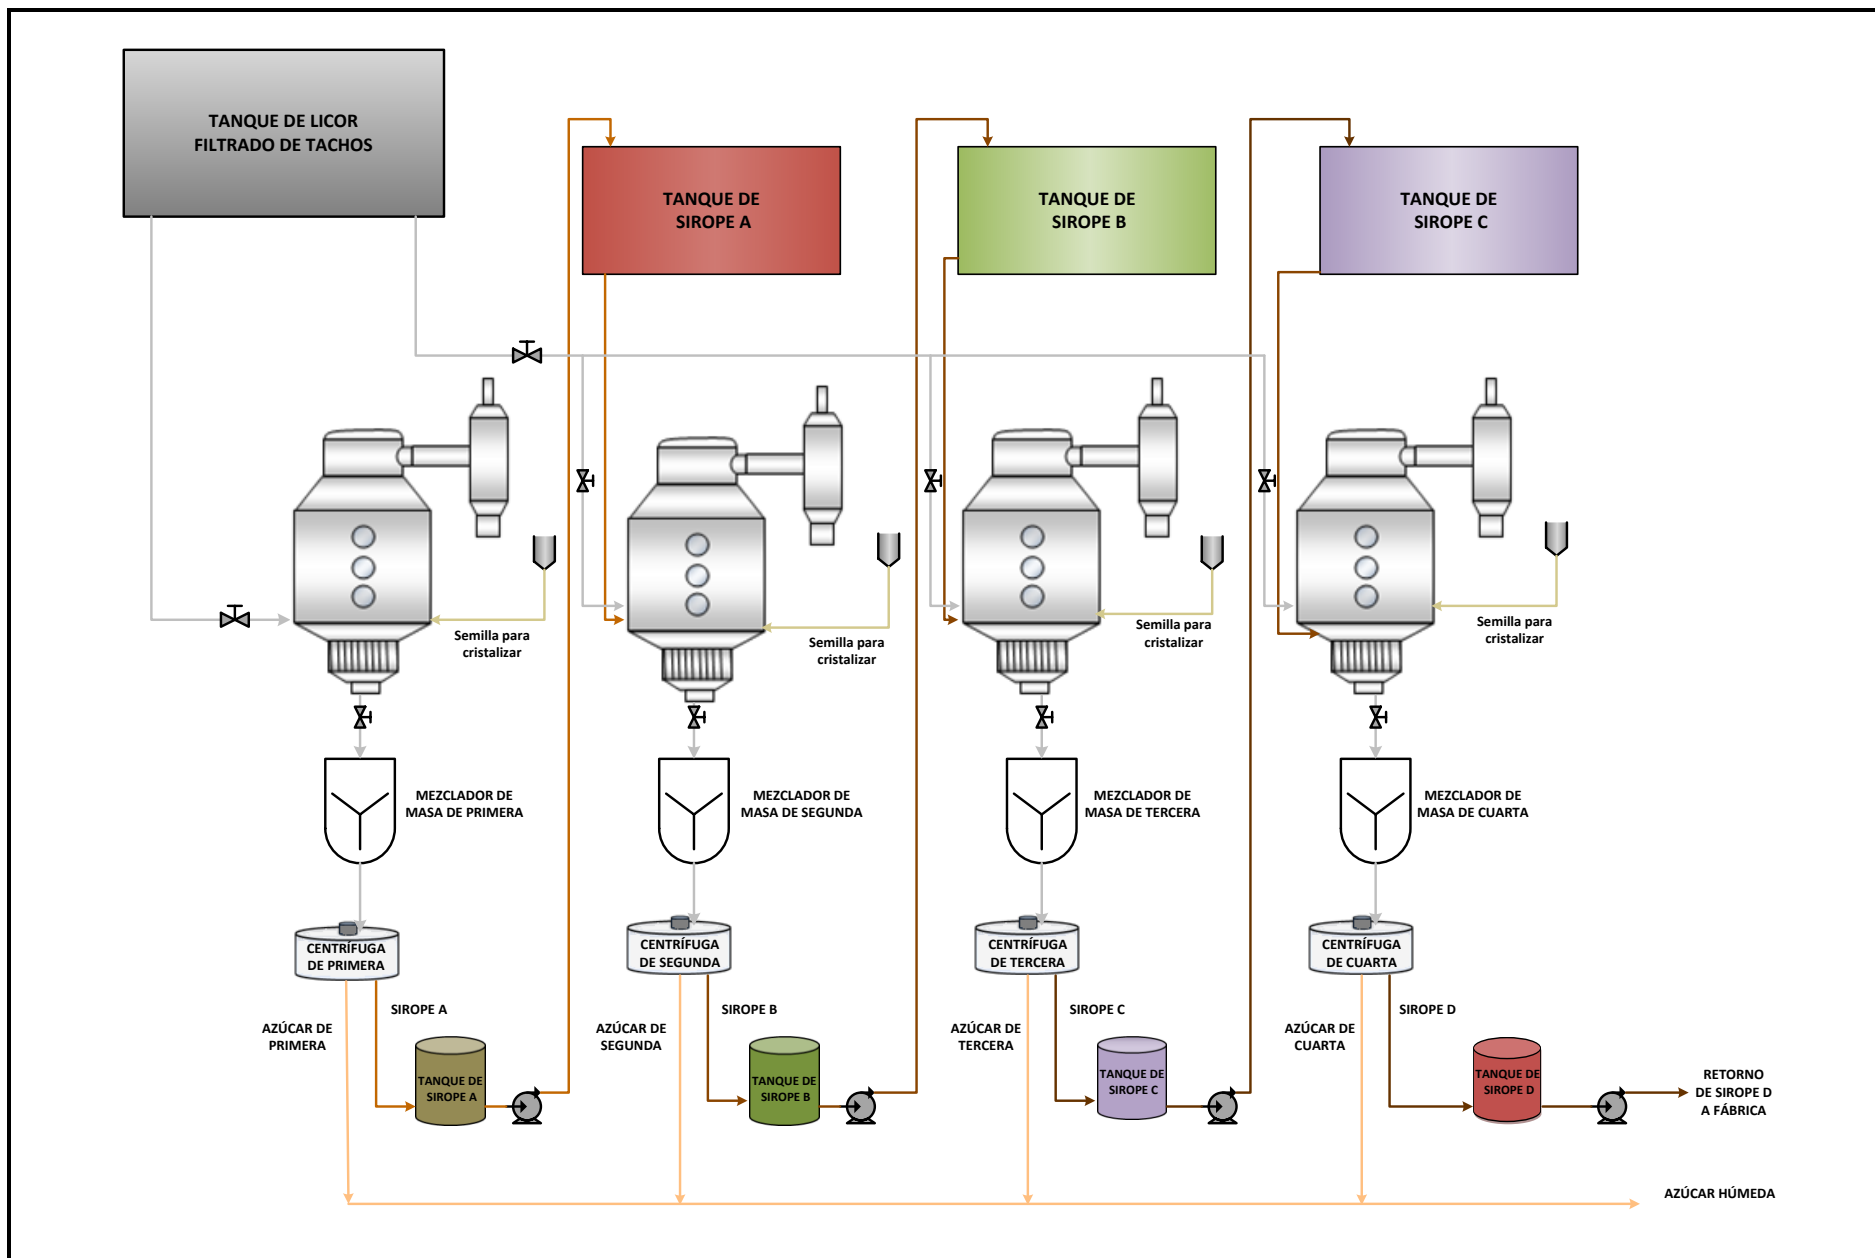 TANQUE DE LICOR
FILTRADO DE TACHOS
TANQUE DE
SIROPE A
TANQUE DE
SIROPE B
TANQUE DE
SIROPE C
Semilla para
cristalizar
Semilla para
cristalizar
Semilla para
cristalizar
Semilla para
cristalizar
MEZCLADOR DE
MASA DE PRIMERA
MEZCLADOR DE
MASA DE SEGUNDA
MEZCLADOR DE
MASA DE TERCERA
MEZCLADOR DE
MASA DE CUARTA
CENTRÍFUGA
DE PRIMERA
CENTRÍFUGA
DE SEGUNDA
CENTRÍFUGA
DE TERCERA
CENTRÍFUGA
DE CUARTA
AZÚCAR DE
PRIMERA
SIROPE A
AZÚCAR DE
SEGUNDA
SIROPE B
AZÚCAR DE
TERCERA
SIROPE C
AZÚCAR DE
CUARTA
SIROPE D
TANQUE DE
SIROPE A
TANQUE DE
SIROPE B
TANQUE DE
SIROPE C
TANQUE DE
SIROPE D
RETORNO
DE SIROPE D
A FÁBRICA
AZÚCAR HÚMEDA